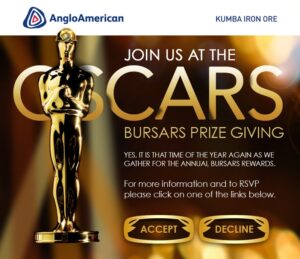 AngloAmerican
KUMBA IRON ORE
JOIN US AT THE
OSCARS
BURSARS PRIZE GIVING
YES, IT IS THAT TIME OF THE YEAR AGAIN AS WE
GATHER FOR THE ANNUAL BURSARS REWARDS.
For more information and to RSVP
please click on one of the links below.
ACCEPT
DECLINE